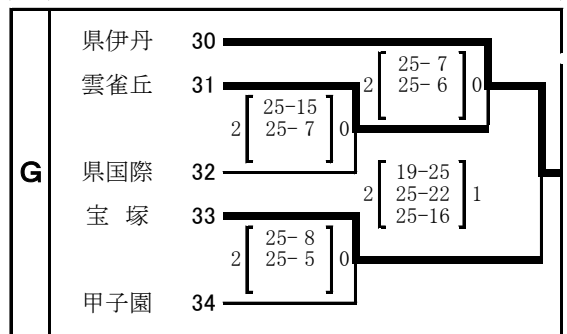 G
県伊丹 30
雲雀丘 31
県国際 32
宝 塚 33
甲子園 34
2 [ 25-15 ] 0
25- 7
2 [ 25- 7 ] 0
25- 6
2 [ 19-25 ] 1
25-22
25-16
2 [ 25- 8 ] 0
25- 5